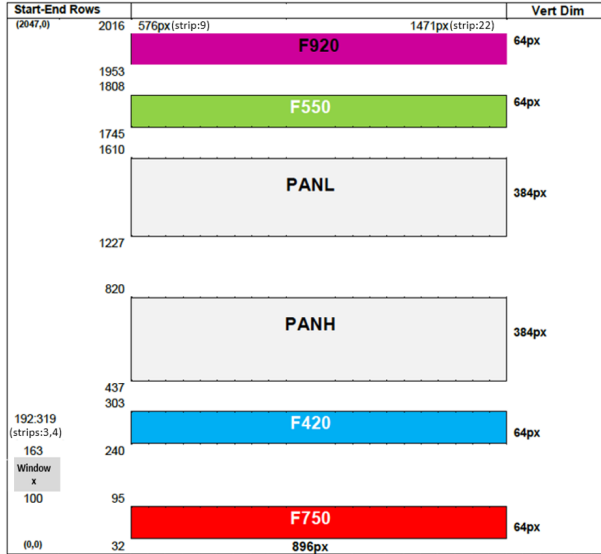 Start-End Rows Vert Dim
(2047,0) 2016 576px(strip:9) 1471px(strip:22)
F920 64px
1953
1808
F550 64px
1745
1610
PANL
384px
1227
820
PANH
384px
437
303
192:319
(strips:3,4) F420 64px
163 240
Window
x
100 95
F750 64px
(0,0) 32 896px